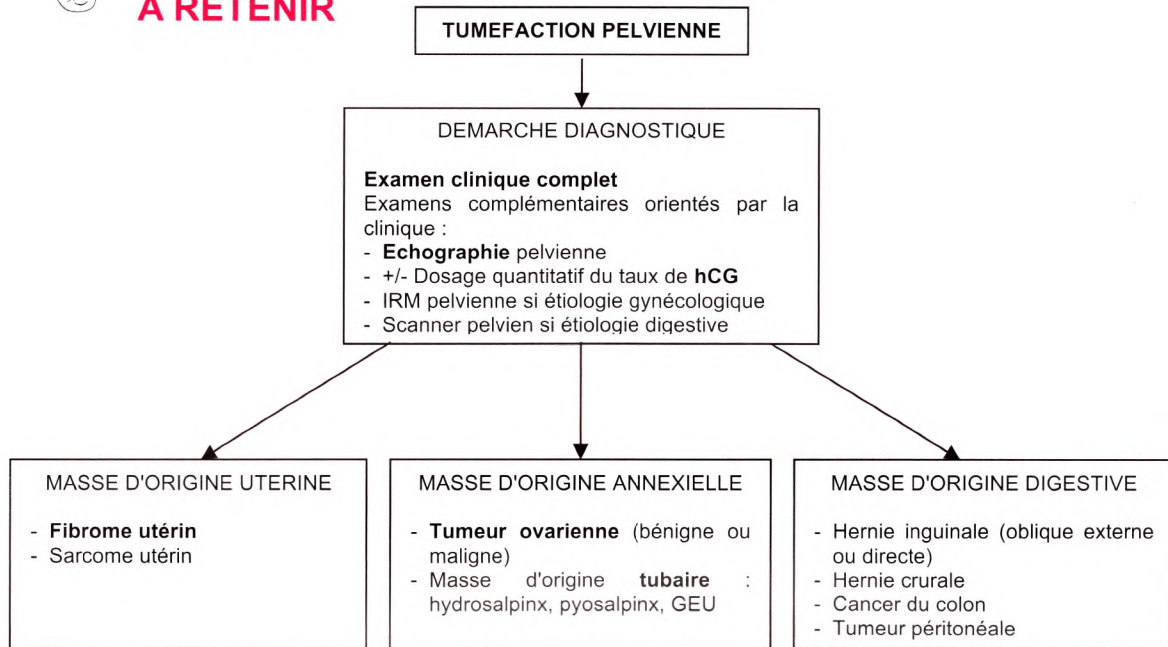 A RETENIR
TUMEFACTION PELVIENNE
DEMARCHE DIAGNOSTIQUE
Examen clinique complet
Examens complémentaires orientés par la
clinique :
- Echographie pelvienne
- +/- Dosage quantitatif du taux de hCG
- IRM pelvienne si étiologie gynécologique
- Scanner pelvien si étiologie digestive
MASSE D'ORIGINE UTERINE
- Fibrome utérin
- Sarcome utérin
MASSE D'ORIGINE ANNEXIELLE
- Tumeur ovarienne (bénigne ou
maligne)
- Masse d'origine tubaire :
hydrosalpinx, pyosalpinx, GEU
MASSE D'ORIGINE DIGESTIVE
- Hernie inguinale (oblique externe
ou directe)
- Hernie crurale
- Cancer du colon
- Tumeur péritonéale